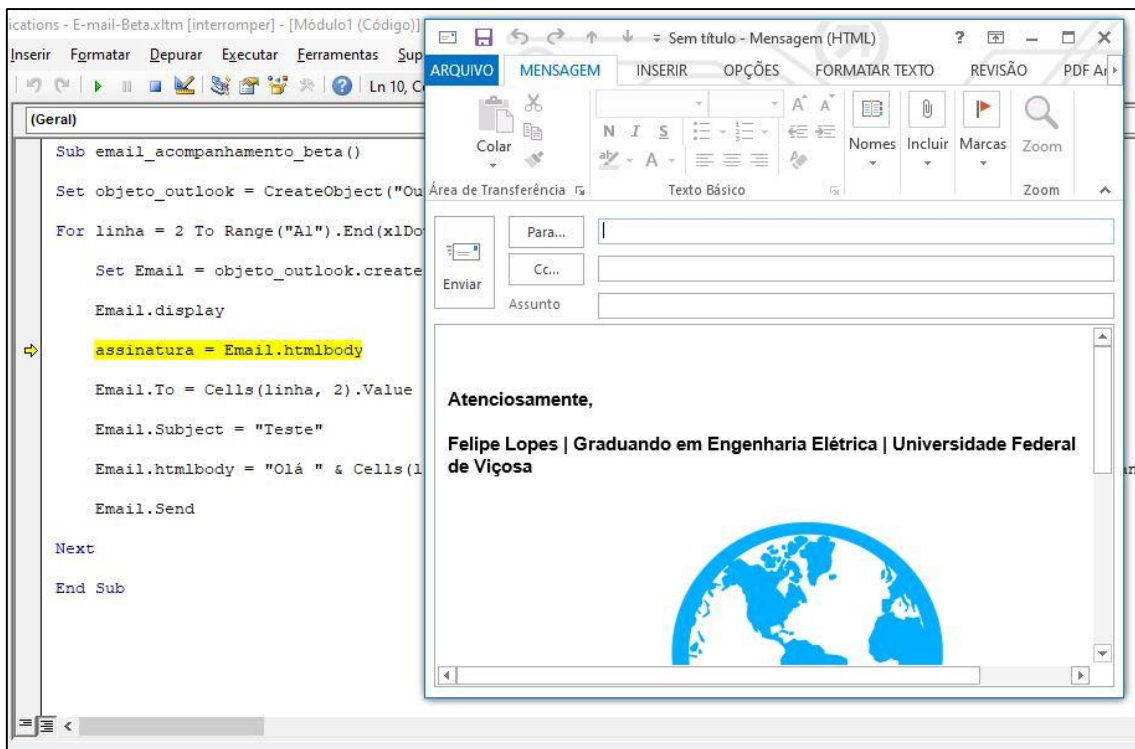 ications - E-mail-Beta.xltm [interromper] - [Módulo1 (Código)]
Inserir Formatar Depurar Executar Ferramentas Sup
Ln 10, C
(Geral)
Sub email_acompanhamento_beta()
Set objeto_outlook = CreateObject("Ou
For linha = 2 To Range("A1").End(xlDo
Set Email = objeto_outlook.create
Email.display
assinatura = Email.htmlbody
Email.To = Cells(linha, 2).Value
Email.Subject = "Teste"
Email.htmlbody = "Olá " & Cells(l
Email.Send
Next
End Sub
Sem título - Mensagem (HTML)
ARQUIVO MENSAGEM INSERIR OPÇÕES FORMATAR TEXTO REVISÃO PDF Ar
Colar
N I S
A
Nomes Incluir Marcas Zoom
Área de Transferência Texto Básico Zoom
Enviar
Para...
Cc...
Assunto
Atenciosamente,
Felipe Lopes | Graduando em Engenharia Elétrica | Universidade Federal
de Viçosa